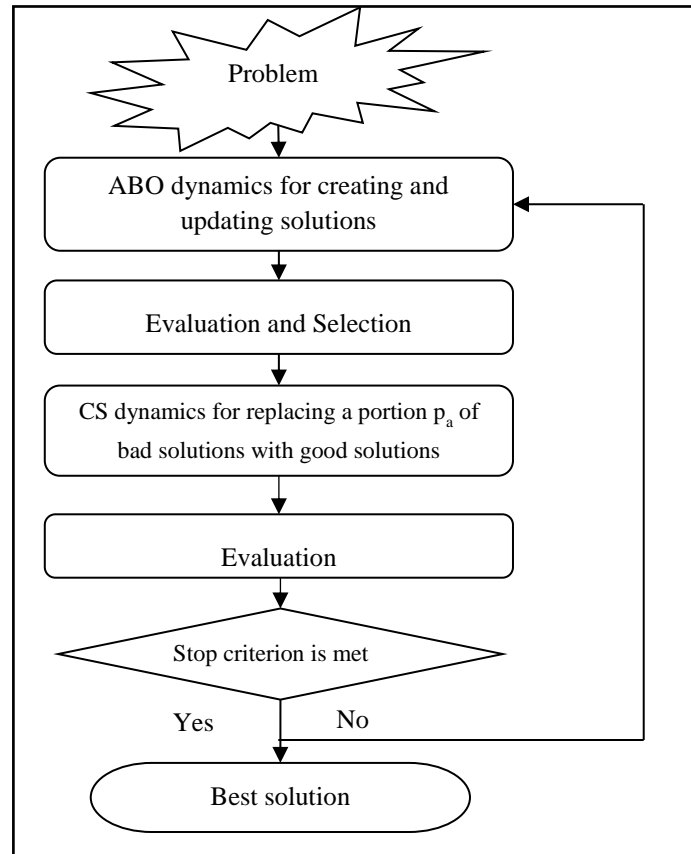 Problem
ABO dynamics for creating and
updating solutions
Evaluation and Selection
CS dynamics for replacing a portion pₐ of
bad solutions with good solutions
Evaluation
Stop criterion is met
Yes No
Best solution